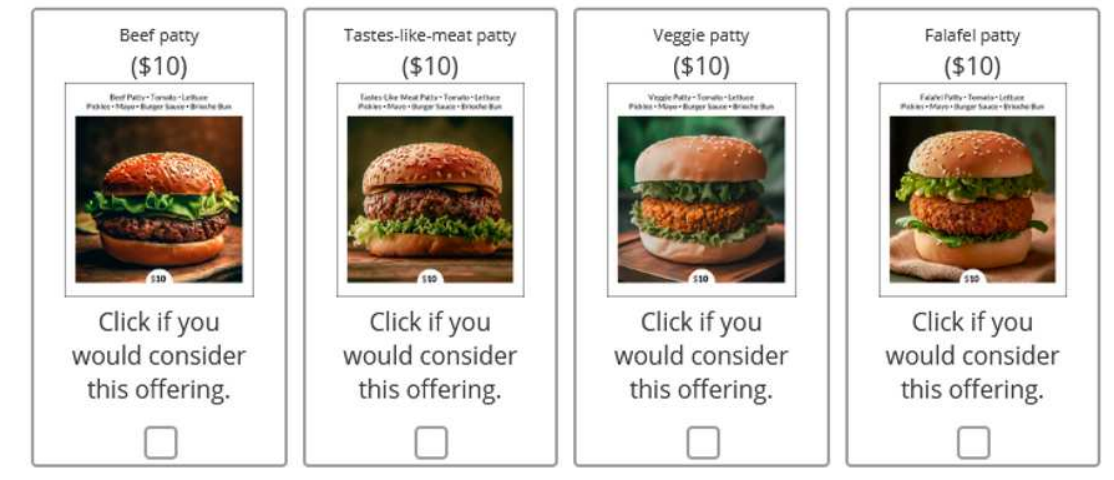 Beef patty
($10)
Beef Patty • Tomato • Lettuce
Pickles • Mayo • Burger Sauce • Brioche Bun
$10
Click if you
would consider
this offering.
Tastes-like-meat patty
($10)
Tastes-Like Meat Patty • Tomato • Lettuce
Pickles • Mayo • Burger Sauce • Brioche Bun
$10
Click if you
would consider
this offering.
Veggie patty
($10)
Veggie Patty • Tomato • Lettuce
Pickles • Mayo • Burger Sauce • Brioche Bun
$10
Click if you
would consider
this offering.
Falafel patty
($10)
Falafel Patty • Tomato • Lettuce
Pickles • Mayo • Burger Sauce • Brioche Bun
$10
Click if you
would consider
this offering.